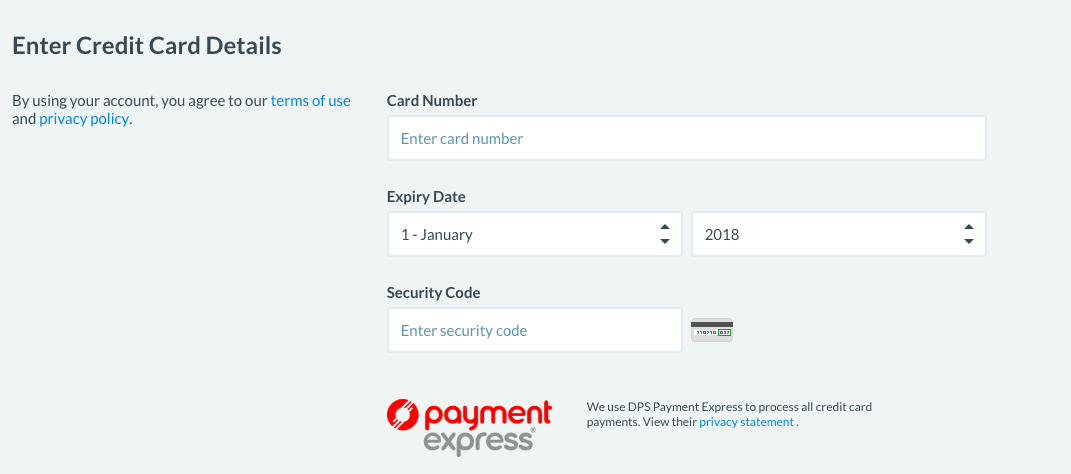 Enter Credit Card Details
By using your account, you agree to our terms of use
and privacy policy.
Card Number
Enter card number
Expiry Date
1 - January
2018
Security Code
Enter security code
payment
express®
We use DPS Payment Express to process all credit card
payments. View their privacy statement .